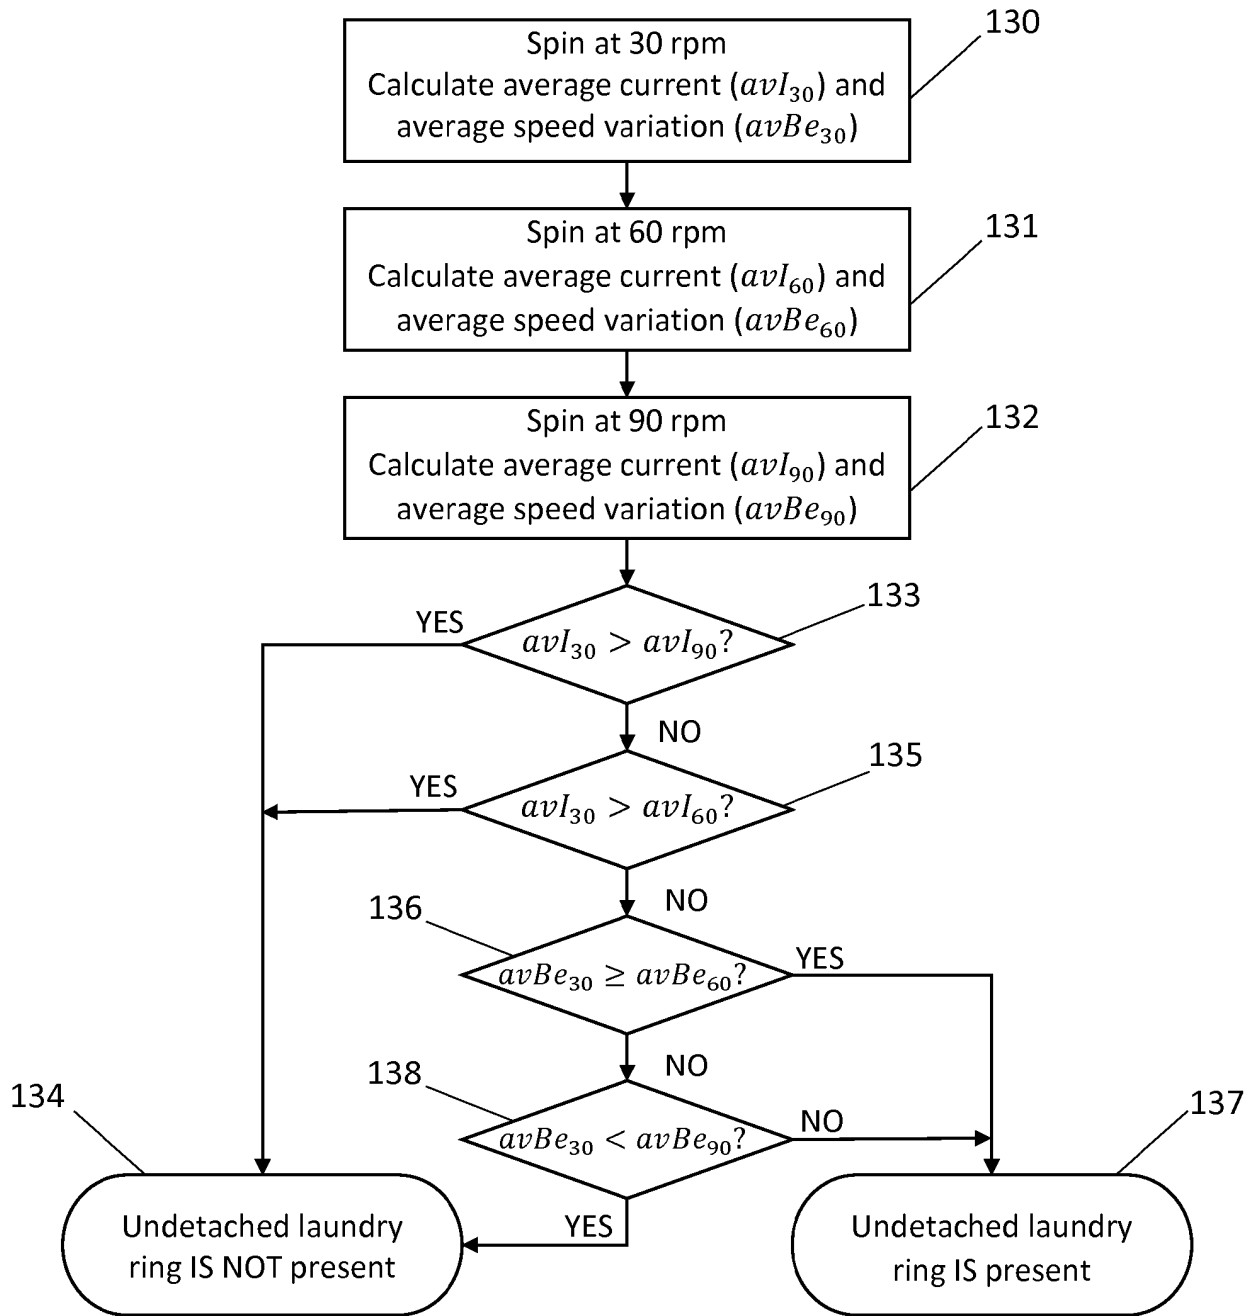 130
Spin at 30 rpm
Calculate average current (avI₃₀) and
average speed variation (avBe₃₀)
131
Spin at 60 rpm
Calculate average current (avI₆₀) and
average speed variation (avBe₆₀)
132
Spin at 90 rpm
Calculate average current (avI₉₀) and
average speed variation (avBe₉₀)
133
YES
avI₃₀ > avI₉₀?
NO
135
YES
avI₃₀ > avI₆₀?
NO
136
YES
avBe₃₀ ≥ avBe₆₀?
NO
138
NO
avBe₃₀ < avBe₉₀?
YES
134
Undetached laundry
ring IS NOT present
137
Undetached laundry
ring IS present